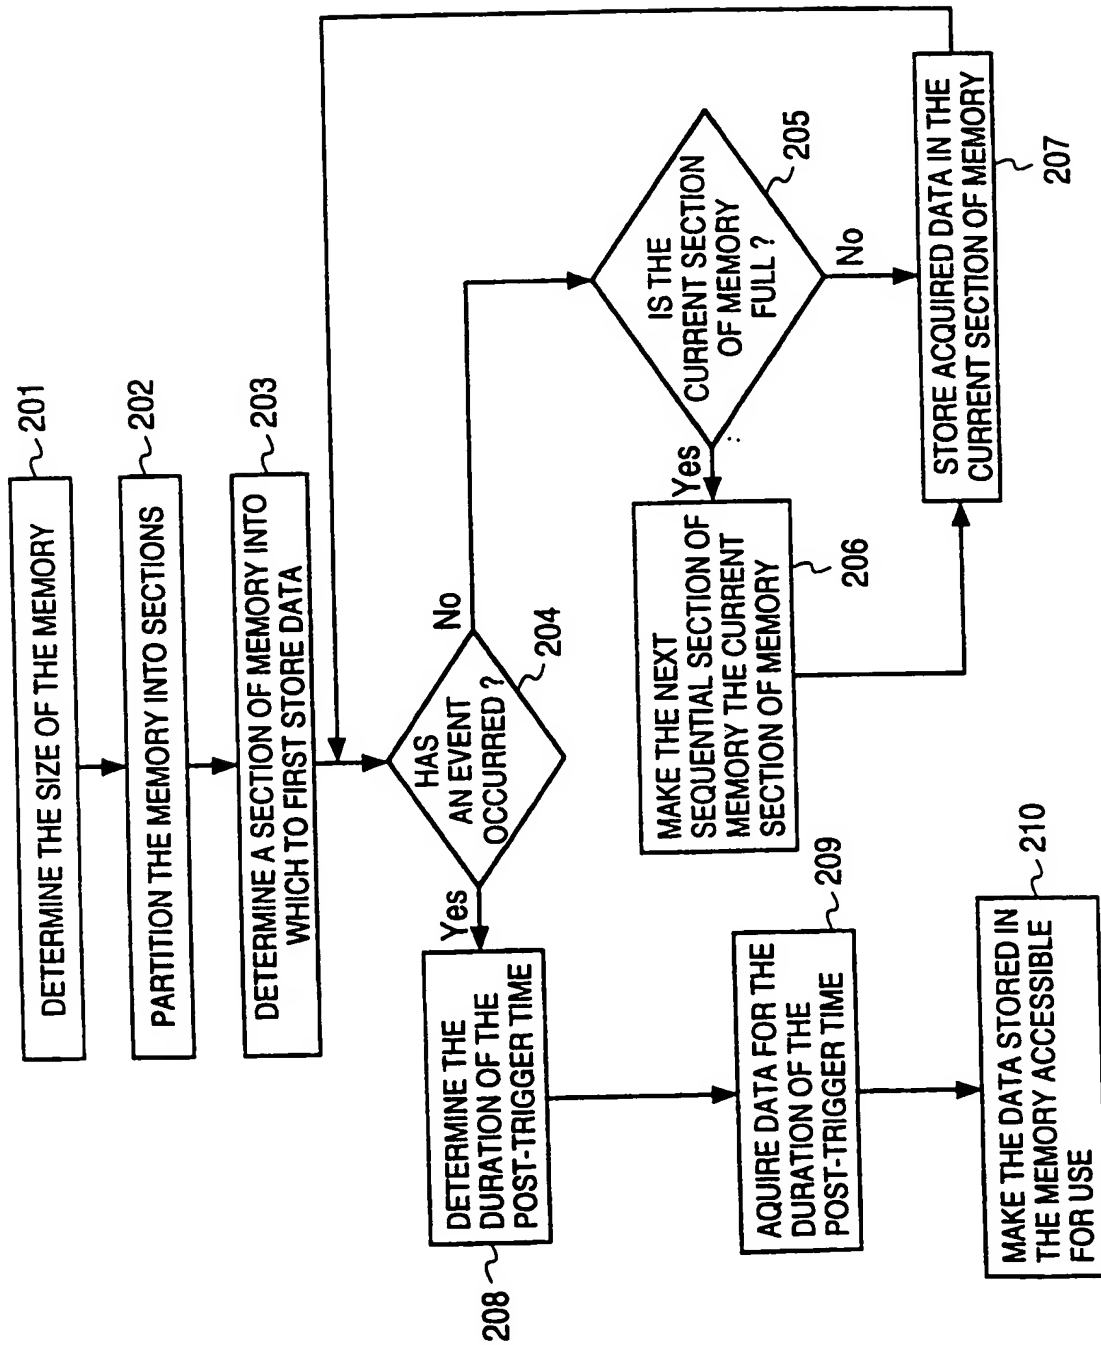 DETERMINE THE SIZE OF THE MEMORY
201
PARTITION THE MEMORY INTO SECTIONS
202
DETERMINE A SECTION OF MEMORY INTO
WHICH TO FIRST STORE DATA
203
HAS
AN EVENT
OCCURRED ?
204
Yes
No
IS THE
CURRENT SECTION
OF MEMORY
FULL ?
205
Yes
No
MAKE THE NEXT
SEQUENTIAL SECTION OF
MEMORY THE CURRENT
SECTION OF MEMORY
206
STORE ACQUIRED DATA IN THE
CURRENT SECTION OF MEMORY
207
DETERMINE THE
DURATION OF THE
POST-TRIGGER TIME
208
AQUIRE DATA FOR THE
DURATION OF THE
POST-TRIGGER TIME
209
MAKE THE DATA STORED IN
THE MEMORY ACCESSIBLE
FOR USE
210